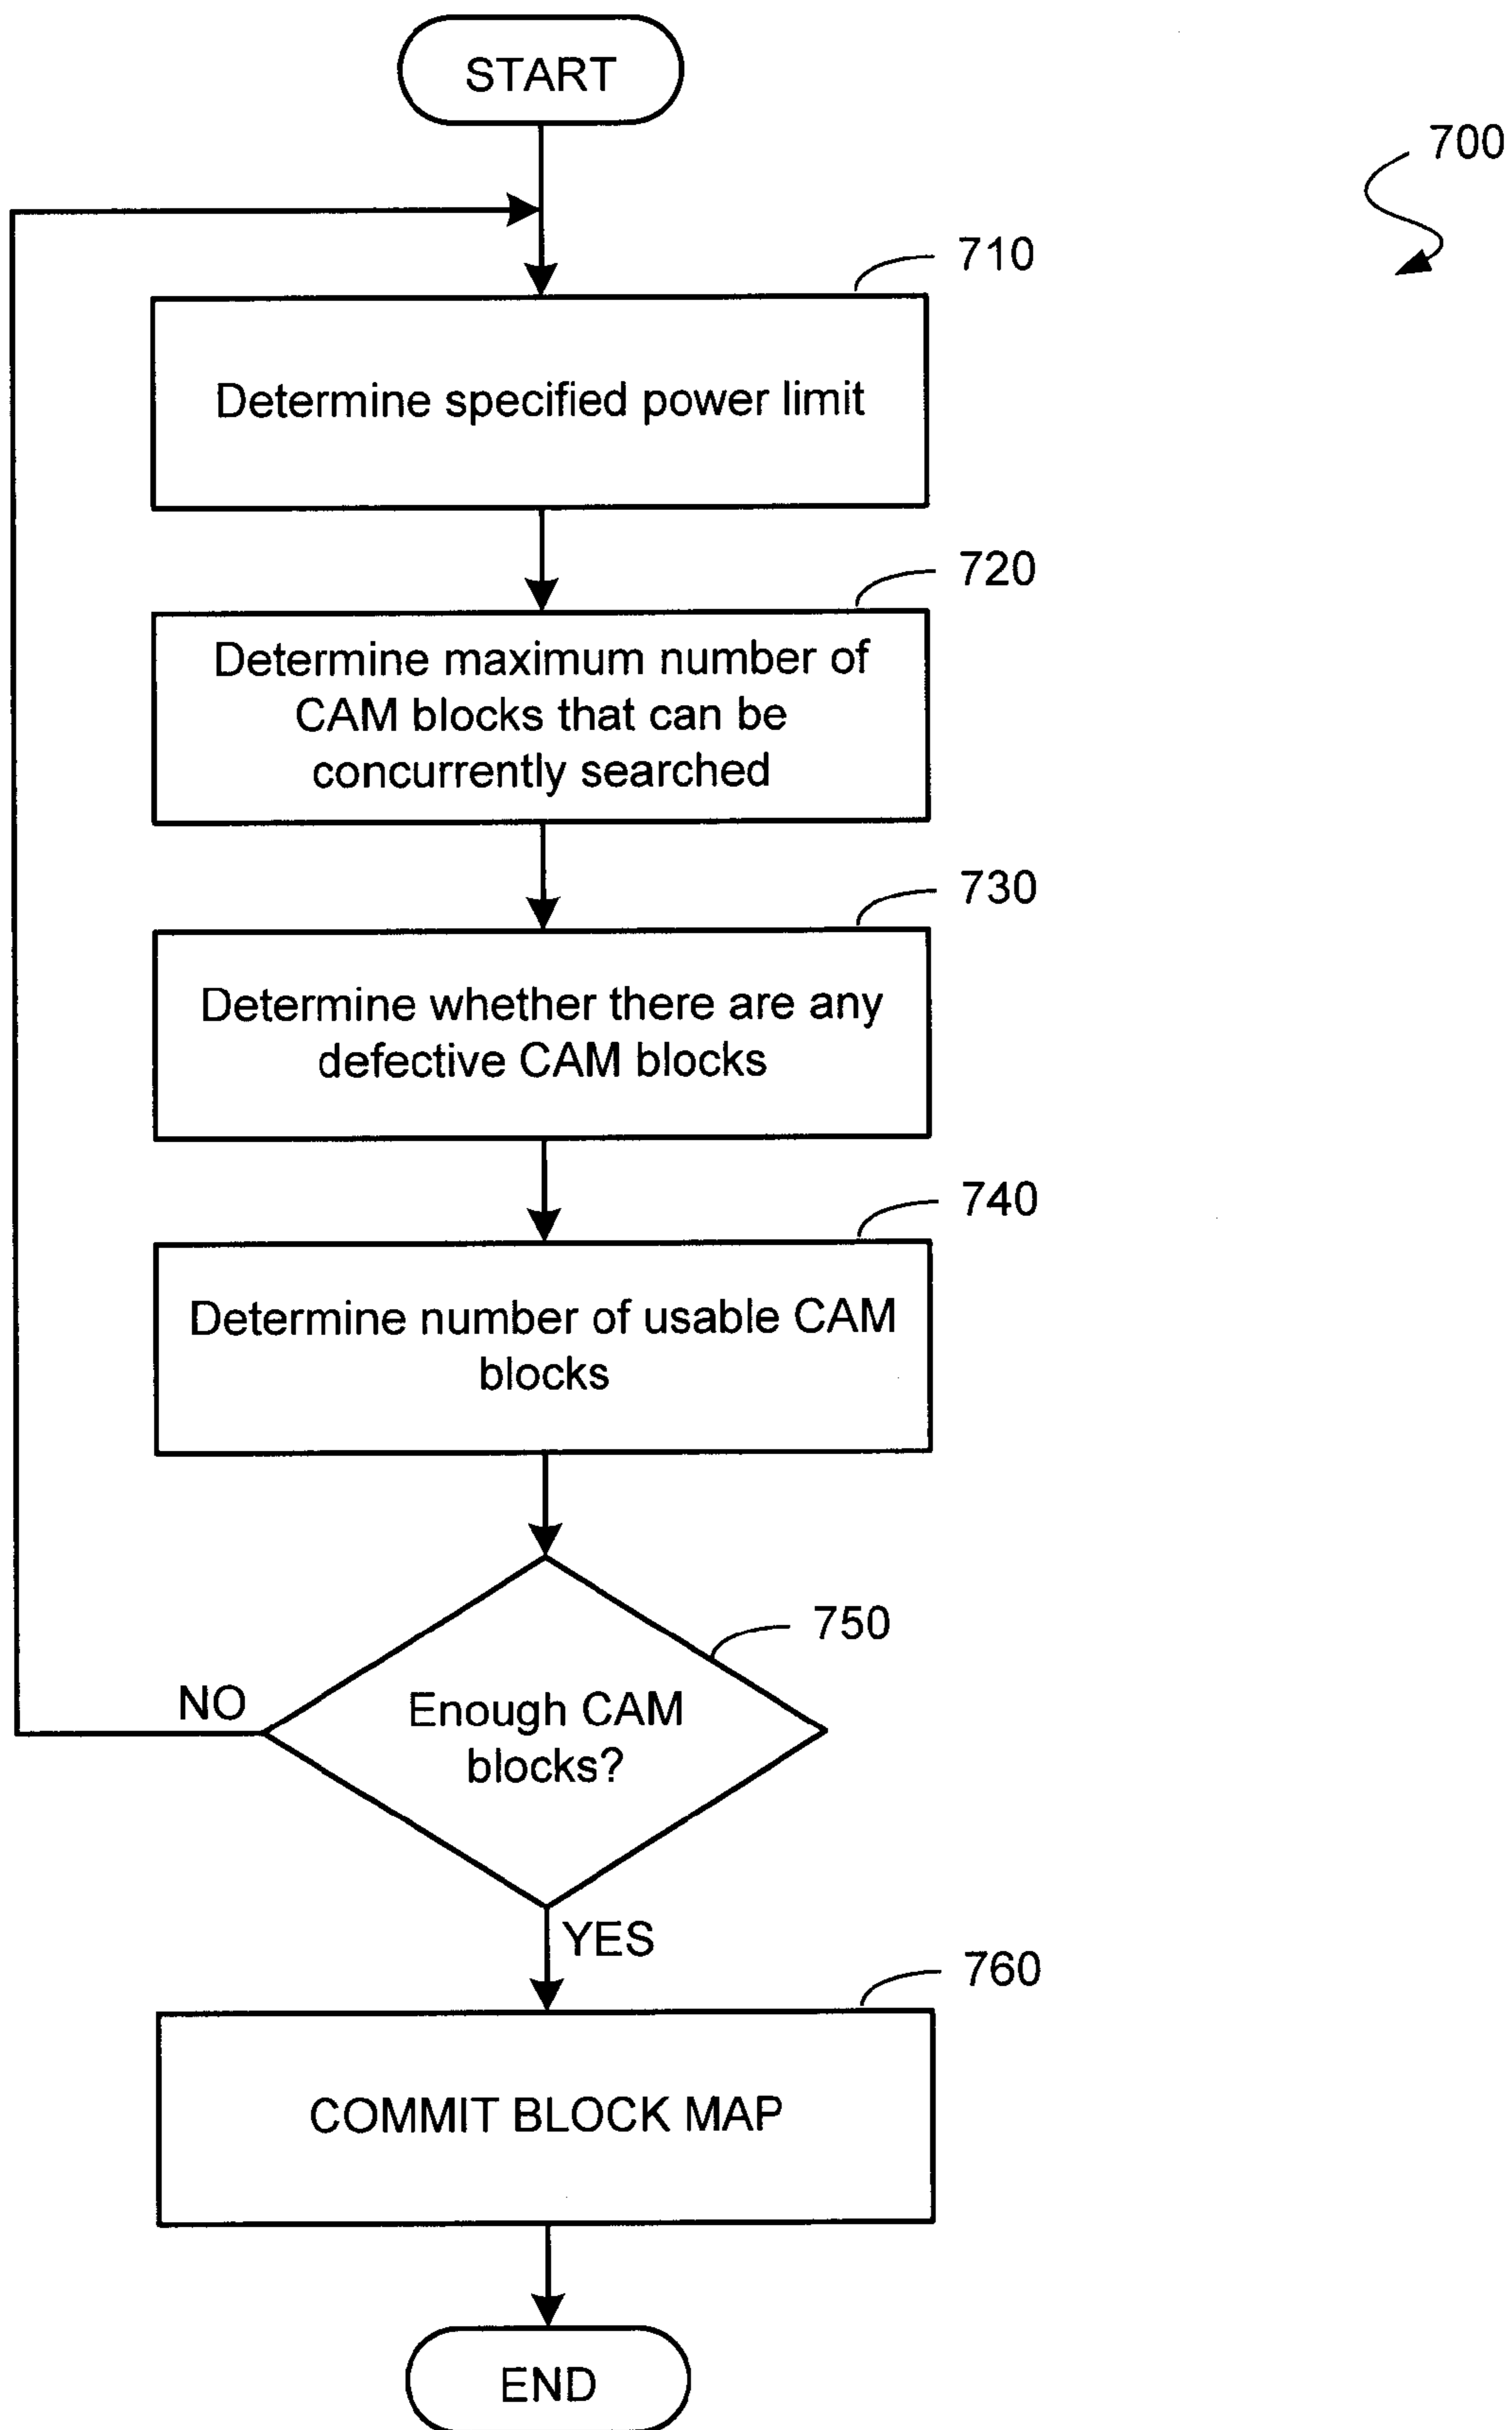 START
700
710
Determine specified power limit
720
Determine maximum number of
CAM blocks that can be
concurrently searched
730
Determine whether there are any
defective CAM blocks
740
Determine number of usable CAM
blocks
750
NO
Enough CAM
blocks?
YES
760
COMMIT BLOCK MAP
END